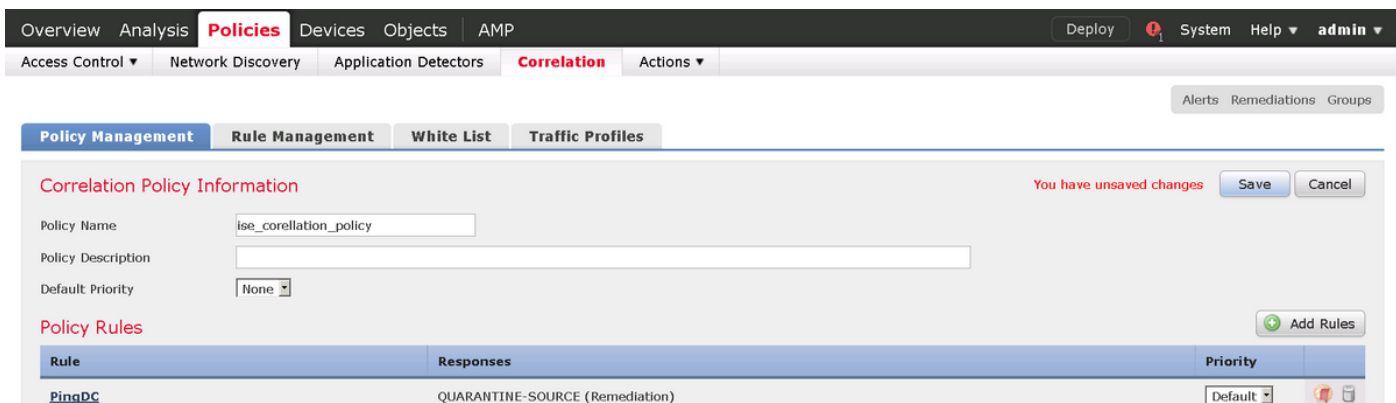 Overview Analysis Policies Devices Objects AMP Deploy 1 System Help admin
Access Control Network Discovery Application Detectors Correlation Actions
Alerts Remediations Groups
Policy Management Rule Management White List Traffic Profiles
Correlation Policy Information You have unsaved changes Save Cancel
Policy Name ise_corellation_policy
Policy Description
Default Priority None
Policy Rules Add Rules
Rule Responses Priority
PingDC QUARANTINE-SOURCE (Remediation) Default